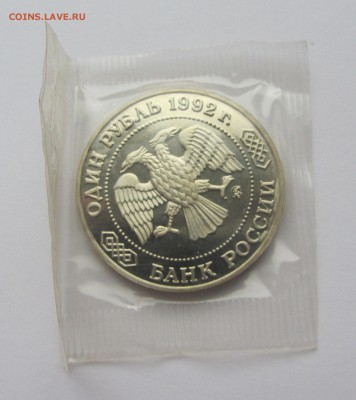 COINS.LAVE.RU
ОДИН РУБЛЬ 1992 г.
БАНК РОССИИ